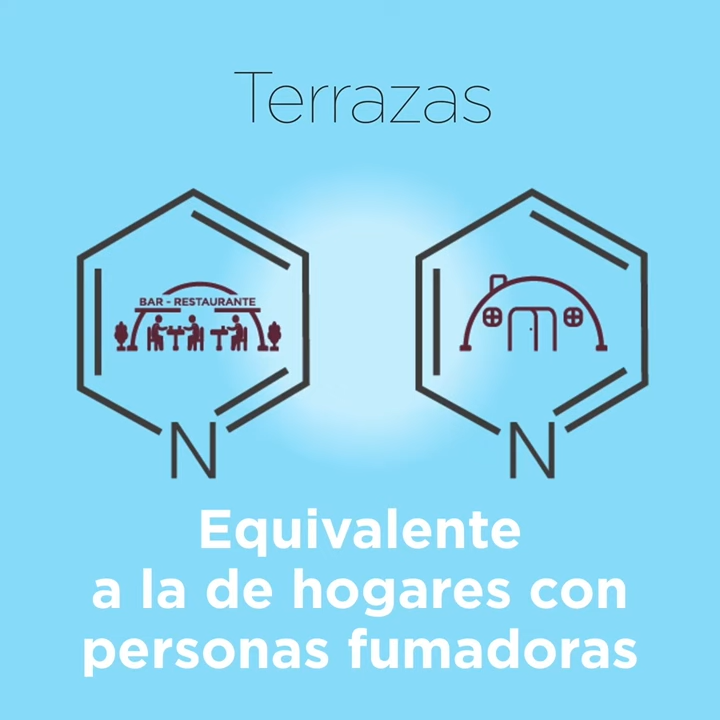 Terrazas
BAR - RESTAURANTE
N
N
Equivalente
a la de hogares con
personas fumadoras